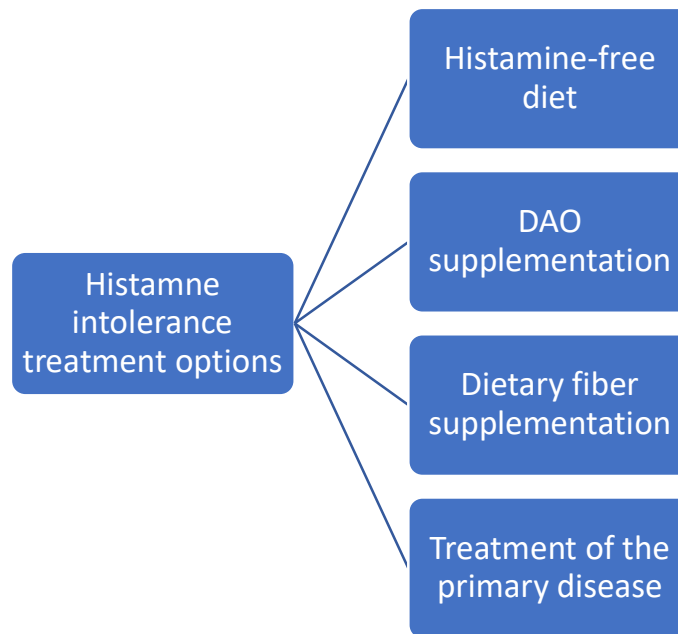 Histamine-free
diet
DAO
supplementation
Histamne
intolerance
treatment options
Dietary fiber
supplementation
Treatment of the
primary disease